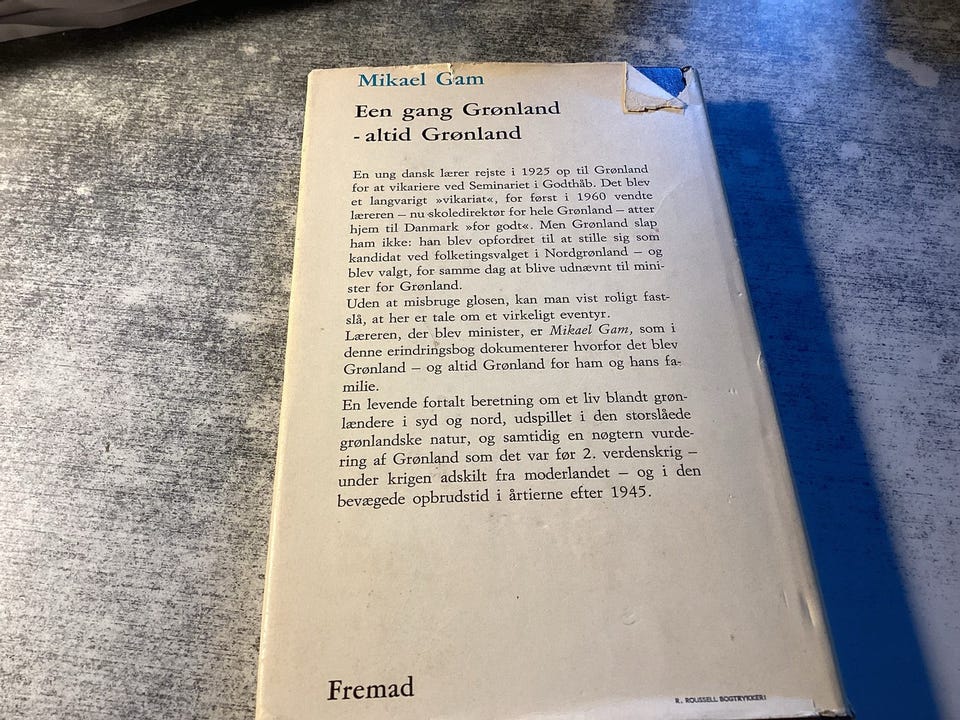 Mikael Gam
Een gang Grønland
- altid Grønland
En ung dansk lærer rejste i 1925 op til Grønland
for at vikariere ved Seminariet i Godthåb. Det blev
et langvarigt »vikariat«, for først i 1960 vendte
læreren – nu skoledirektør for hele Grønland – atter
hjem til Danmark »for godt«. Men Grønland slap
ham ikke: han blev opfordret til at stille sig som
kandidat ved folketingsvalget i Nordgrønland – og
blev valgt, for samme dag at blive udnævnt til mini-
ster for Grønland.
Uden at misbruge glosen, kan man vist roligt fast-
slå, at her er tale om et virkeligt eventyr.
Læreren, der blev minister, er Mikael Gam, som i
denne erindringsbog dokumenterer hvorfor det blev
Grønland – og altid Grønland for ham og hans fa-
milie.
En levende fortalt beretning om et liv blandt grøn-
lændere i syd og nord, udspillet i den storslåede
grønlandske natur, og samtidig en nøgtern vurde-
ring af Grønland som det var før 2. verdenskrig –
under krigen adskilt fra moderlandet – og i den
bevægede opbrudstid i årtierne efter 1945.
Fremad
R. ROUSSELL BOGTRYKKERI